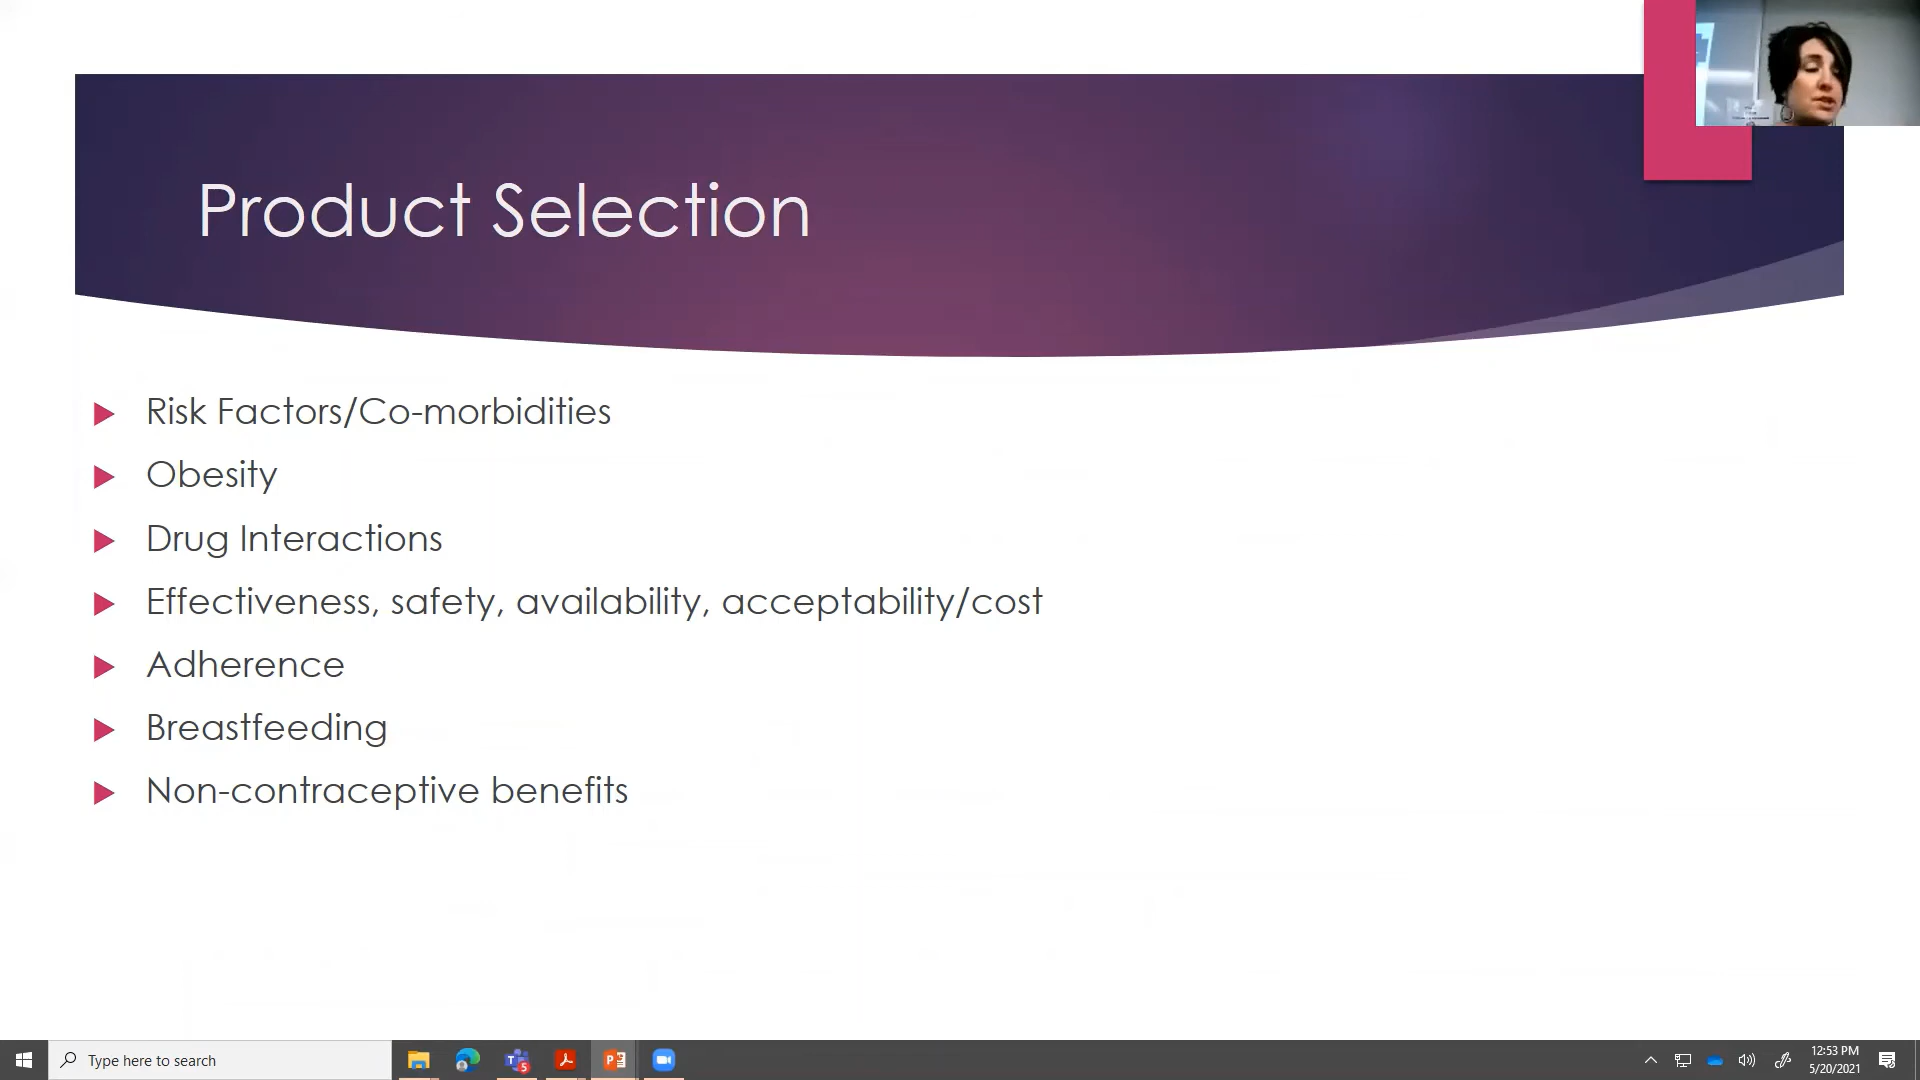 Product Selection
Risk Factors/Co-morbidities
Obesity
Drug Interactions
Effectiveness, safety, availability, acceptability/cost
Adherence
Breastfeeding
Non-contraceptive benefits
Type here to search
5
12:53 PM
5/20/2021